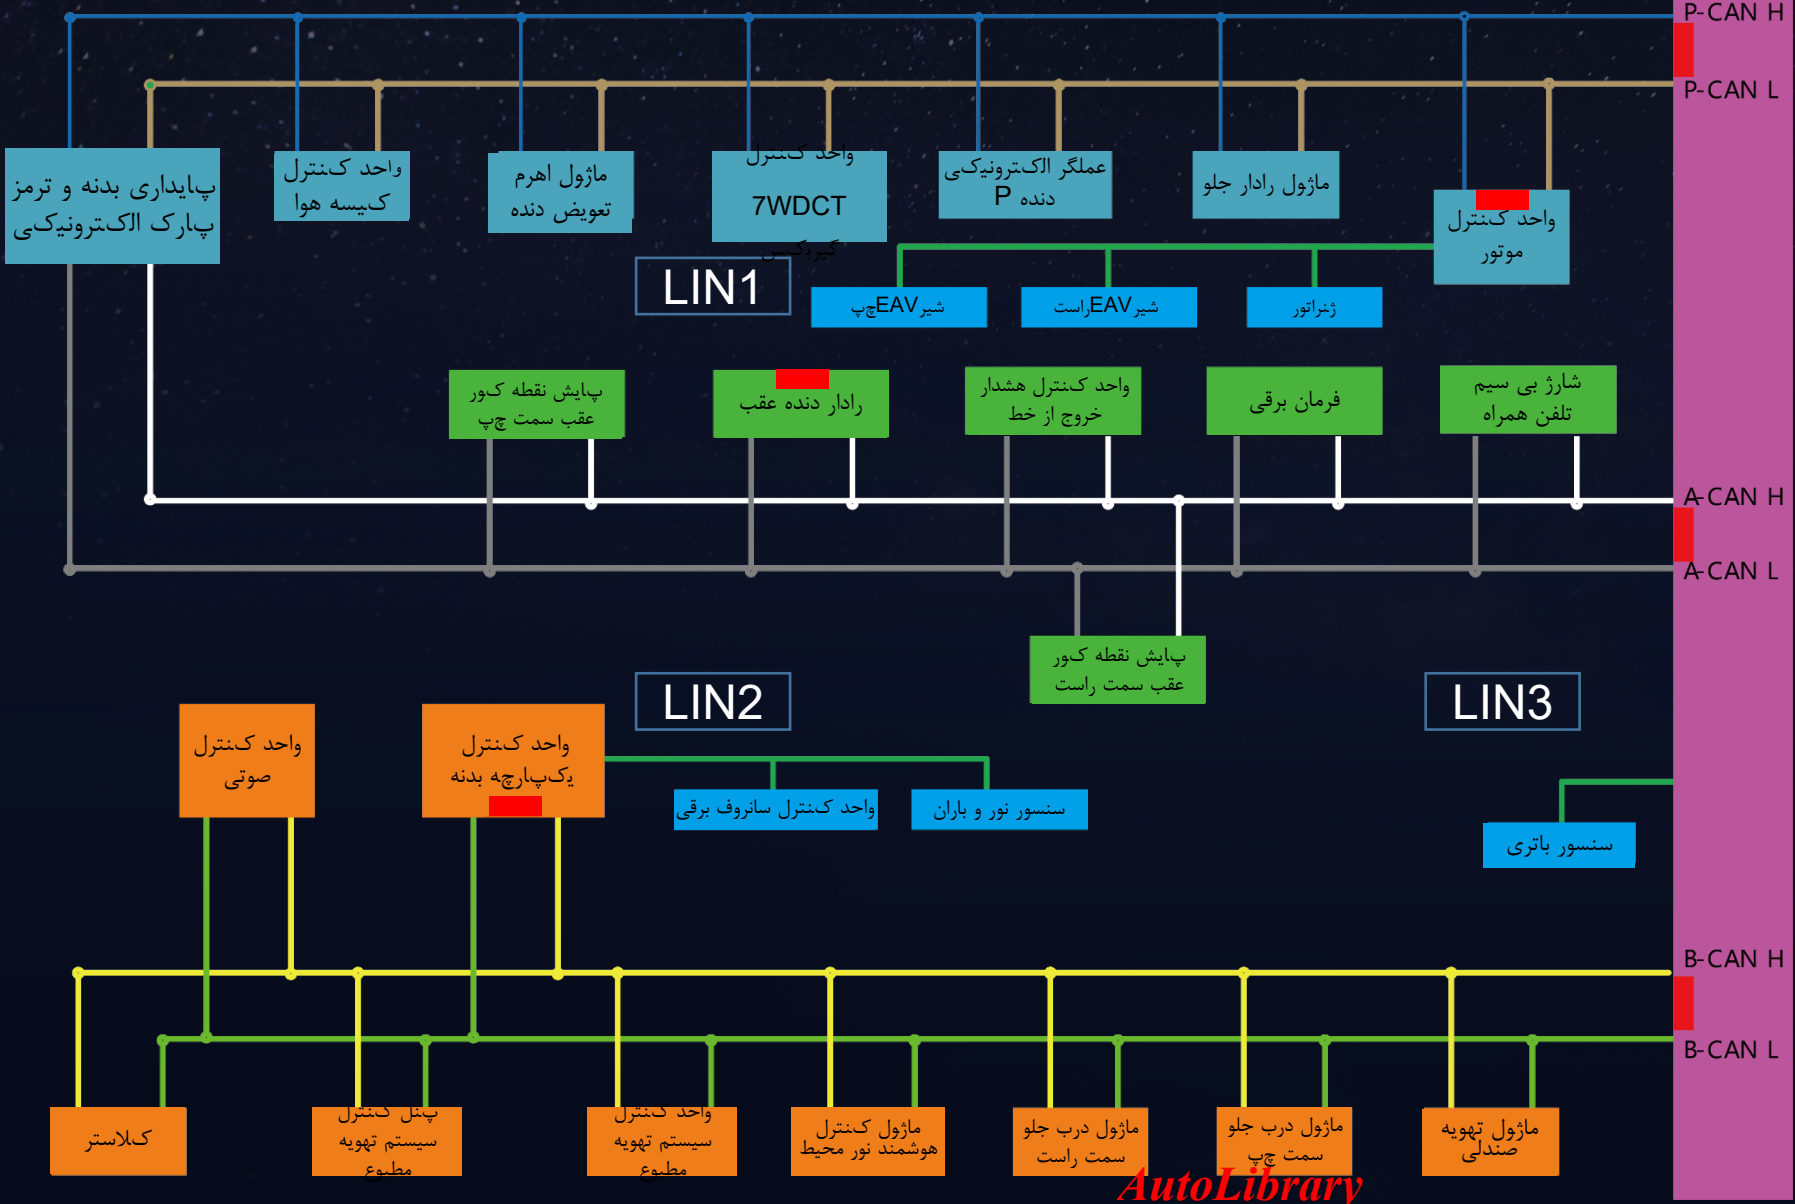 P-CAN H
P-CAN L
پایداری بدنه و ترمز
پارک الکترونیکی
واحد کنترل
کیسه هوا
ماژول اهرم
تعویض دنده
واحد کنترل
7WDCT
گیربکس
عملگر الکترونیکی
دنده P
ماژول رادار جلو
واحد کنترل
موتور
LIN1
شیر EAVچپ
شیر EAVراست
ژنراتور
پایش نقطه کور
عقب سمت چپ
رادار دنده عقب
واحد کنترل هشدار
خروج از خط
فرمان برقی
شارژ بی سیم
تلفن همراه
A-CAN H
A-CAN L
پایش نقطه کور
عقب سمت راست
LIN2
LIN3
واحد کنترل
صوتی
واحد کنترل
یکپارچه بدنه
واحد کنترل سانروف برقی
سنسور نور و باران
سنسور باتری
B-CAN H
B-CAN L
کلاستر
پنل کنترل
سیستم تهویه
مطبوع
واحد کنترل
سیستم تهویه
مطبوع
ماژول کنترل
هوشمند نور محیط
ماژول درب جلو
سمت راست
ماژول درب جلو
سمت چپ
ماژول تهویه
صندلی
AutoLibrary